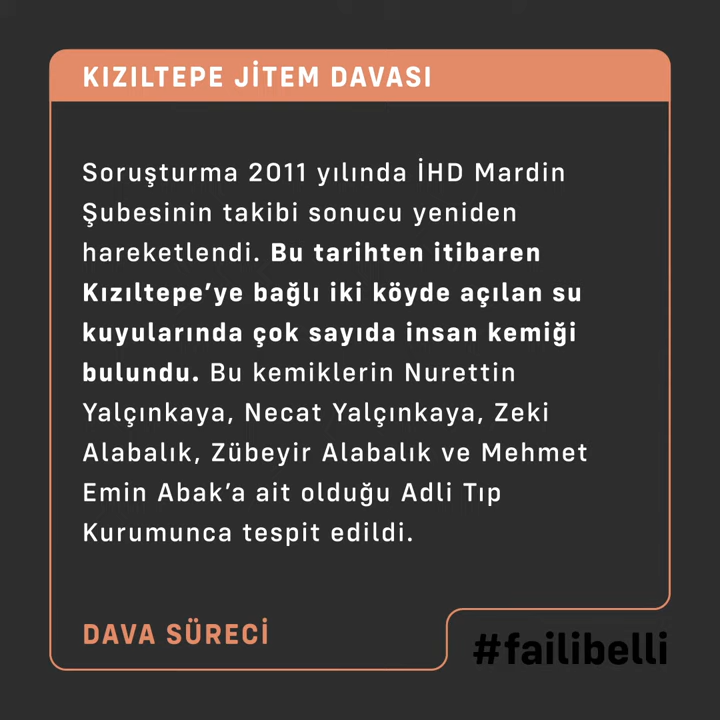 KIZILTEPE JİTEM DAVASI
Soruşturma 2011 yılında İHD Mardin
Şubesinin takibi sonucu yeniden
hareketlendi. Bu tarihten itibaren
Kızıltepe’ye bağlı iki köyde açılan su
kuyularında çok sayıda insan kemiği
bulundu. Bu kemiklerin Nurettin
Yalçınkaya, Necat Yalçınkaya, Zeki
Alabalık, Zübeyir Alabalık ve Mehmet
Emin Abak’a ait olduğu Adli Tıp
Kurumunca tespit edildi.
DAVA SÜRECİ
#failibelli